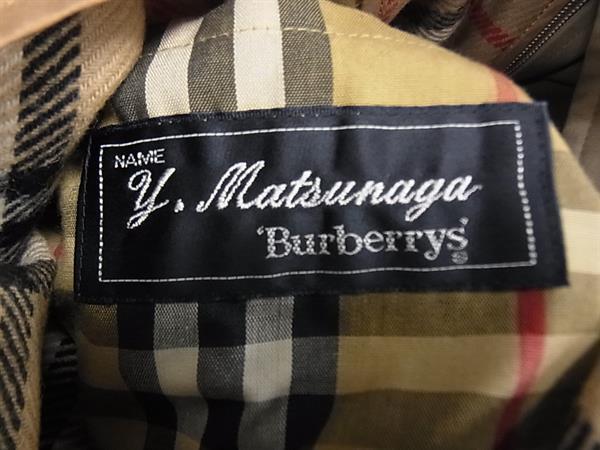 NAME
Y. Matsunaga
'Burberrys'